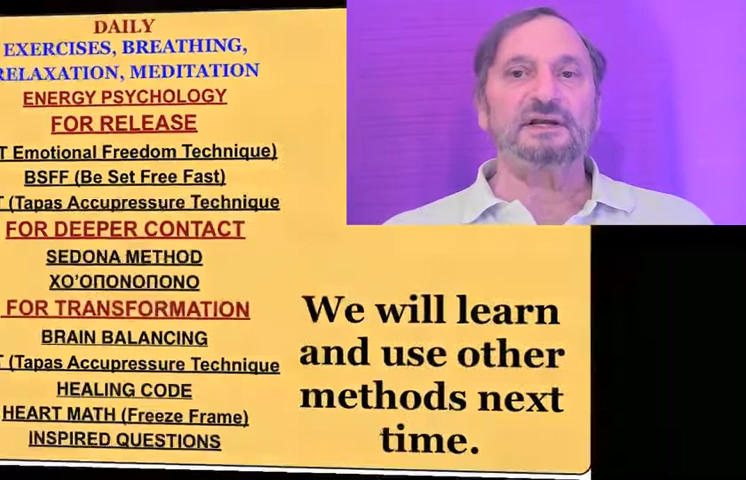 DAILY
EXERCISES, BREATHING,
RELAXATION, MEDITATION
ENERGY PSYCHOLOGY
FOR RELEASE
T Emotional Freedom Technique)
BSFF (Be Set Free Fast)
T (Tapas Accupressure Technique
FOR DEEPER CONTACT
SEDONA METHOD
ΧΟ’ΟΠΟΝΟΠΟΝΟ
FOR TRANSFORMATION
BRAIN BALANCING
T (Tapas Accupressure Technique
HEALING CODE
HEART MATH (Freeze Frame)
INSPIRED QUESTIONS
We will learn
and use other
methods next
time.